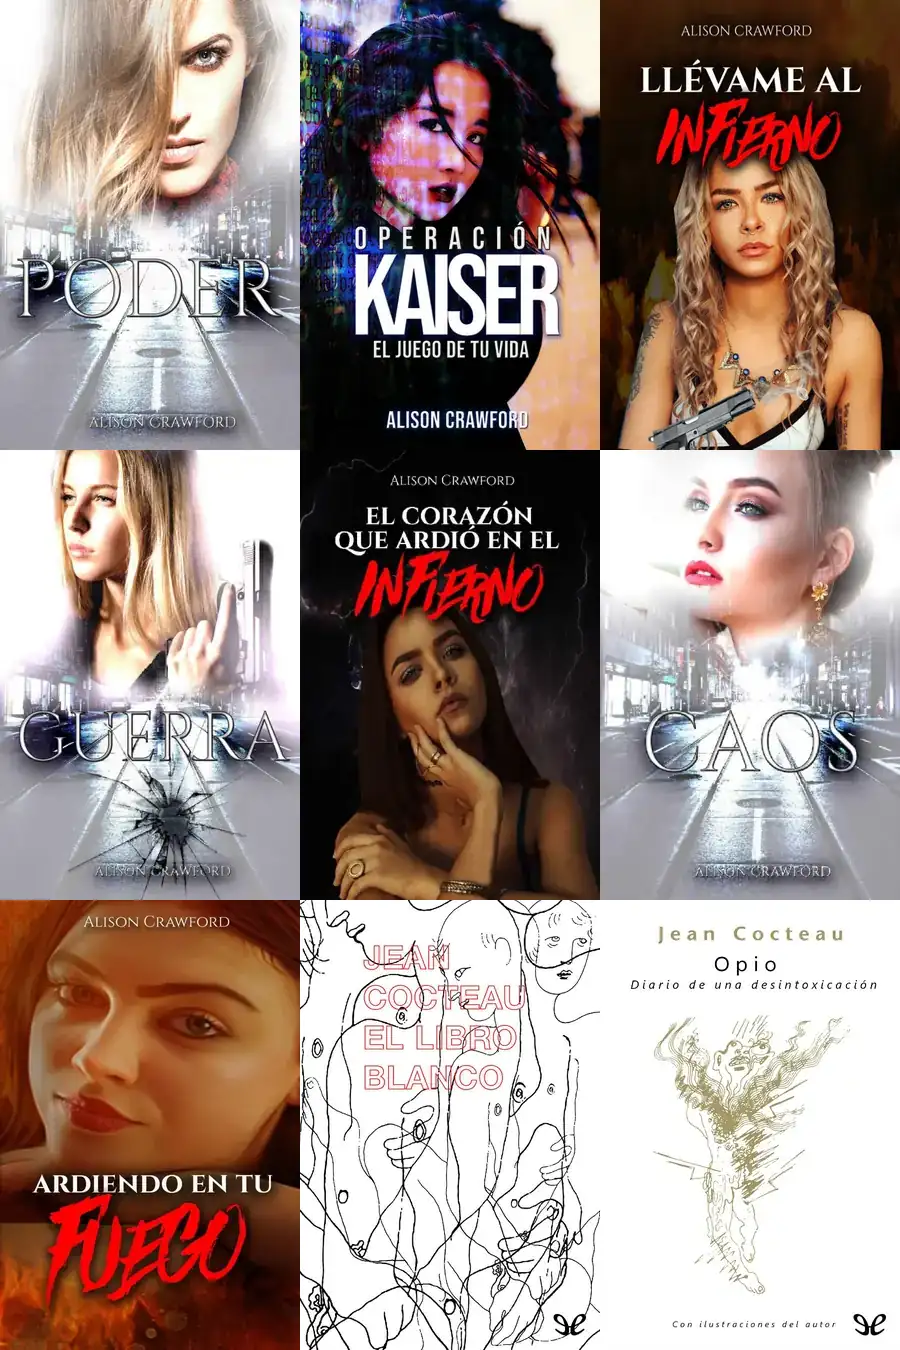 PODER
ALISON CRAWFORD
OPERACIÓN
KAISER
EL JUEGO DE TU VIDA
ALISON CRAWFORD
ALISON CRAWFORD
LLÉVAME AL
INFIERNO
GUERRA
ALISON CRAWFORD
ALISON CRAWFORD
EL CORAZÓN
QUE ARDIÓ EN EL
INFIERNO
CAOS
ALISON CRAWFORD
ALISON CRAWFORD
ARDIENDO EN TU
FUEGO
JEAN
COCTEAU
EL LIBRO
BLANCO
Jean Cocteau
Opio
Diario de una desintoxicación
Con ilustraciones del autor